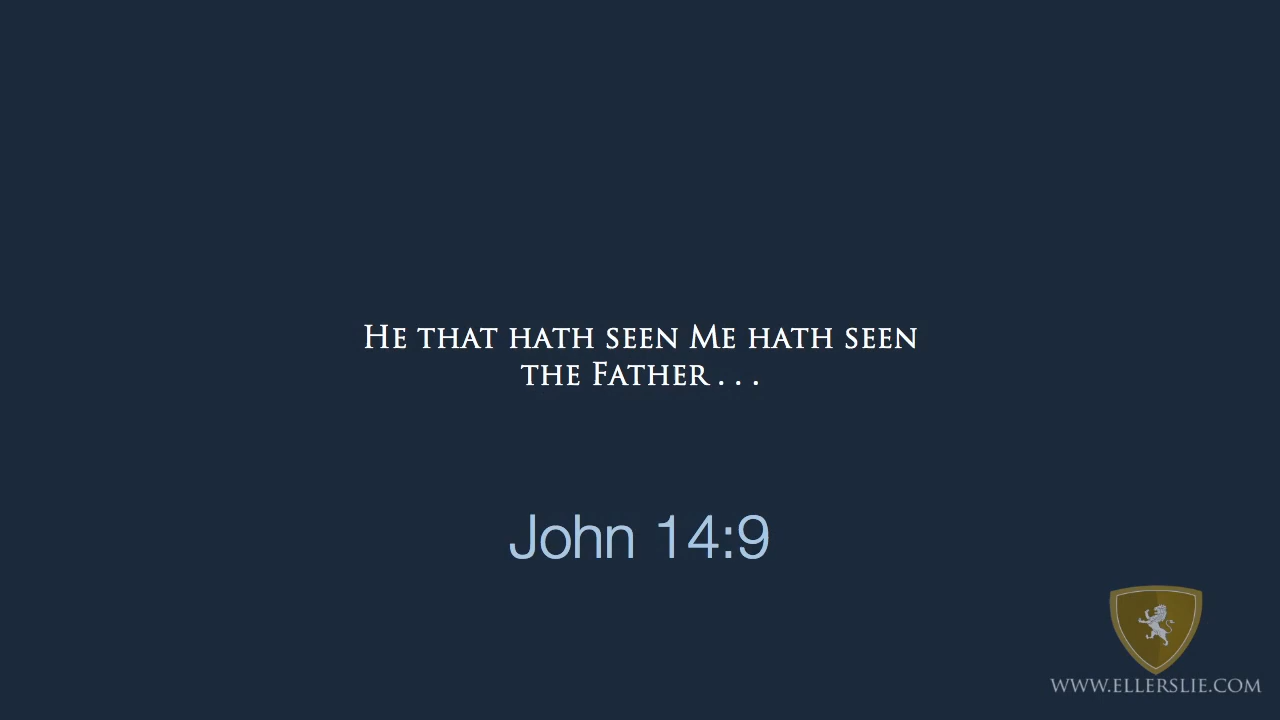 He that hath seen Me hath seen
the Father . . .
John 14:9
www.ellerslie.com